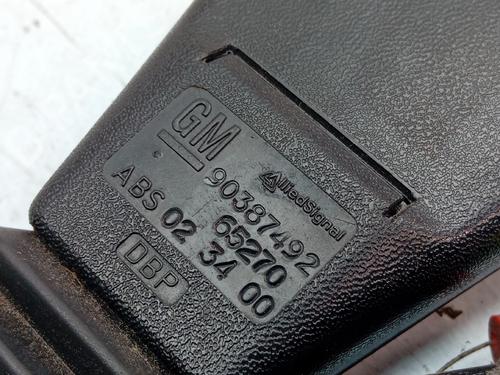 GM
AlliedSignal
90387492
65270
ABS 02 34 00
DBP